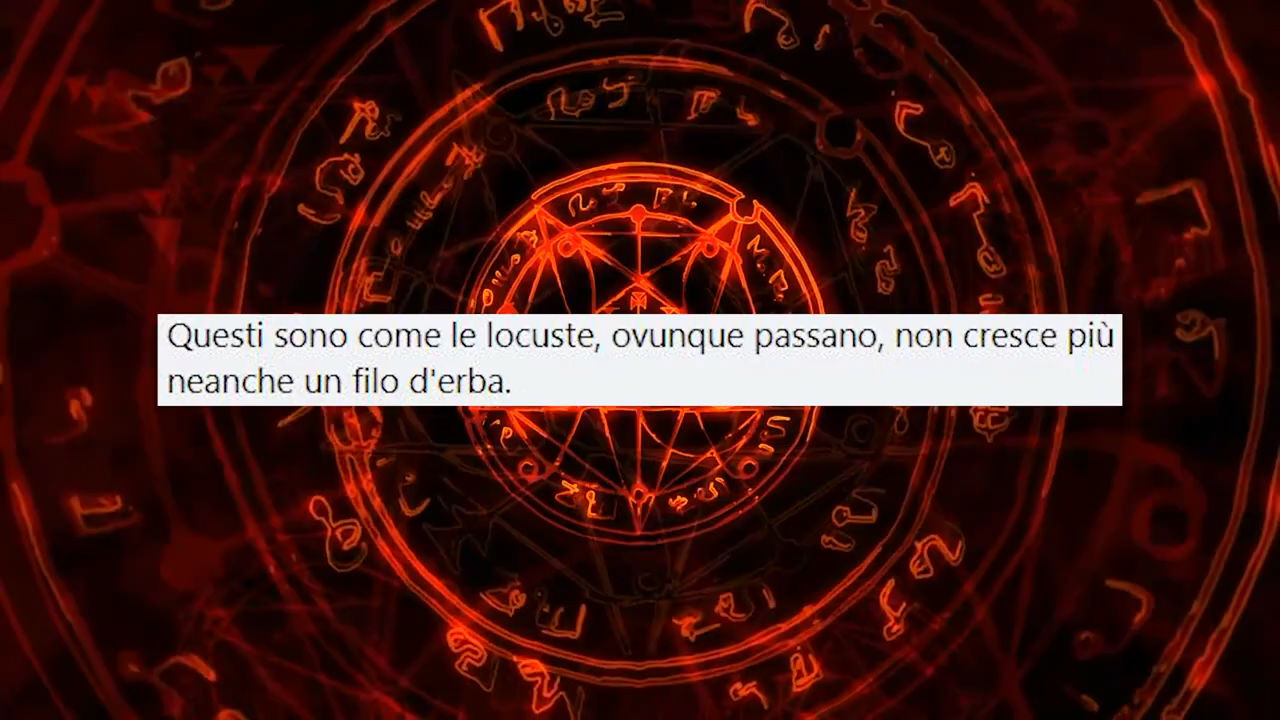 Questi sono come le locuste, ovunque passano, non cresce più
neanche un filo d'erba.